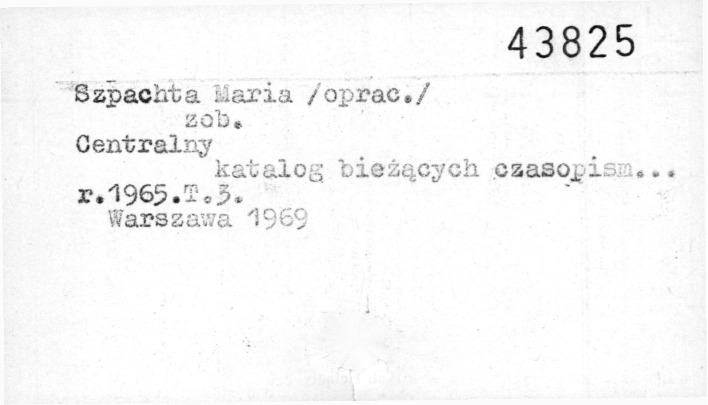 43825
Szpachta Maria /oprac./
zob.
Centralny
katalog bieżących czasopism...
r.1965.T.3.
Warszawa 1969